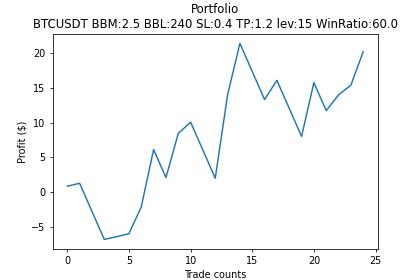 Portfolio
BTCUSDT BBM:2.5 BBL:240 SL:0.4 TP:1.2 lev:15 WinRatio:60.0
20
15
10
5
0
−5
Profit ($)
0 5 10 15 20 25
Trade counts